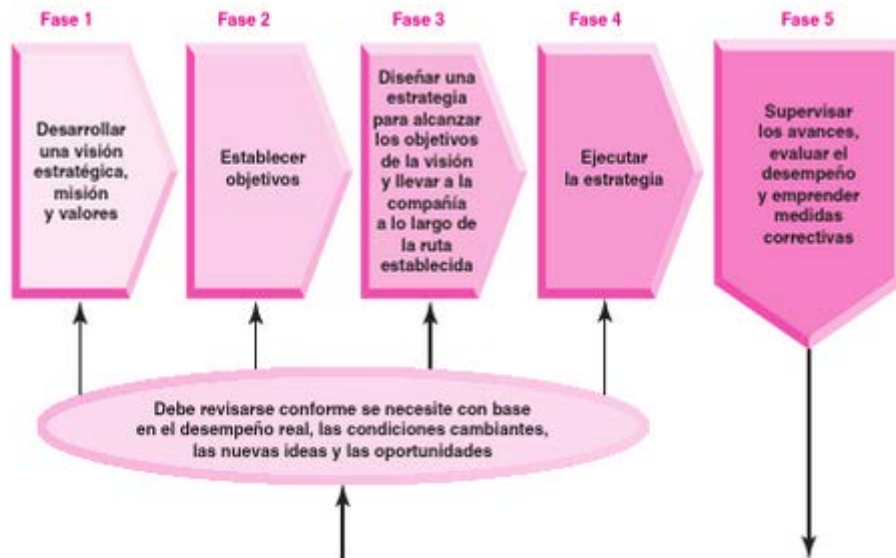 Fase 1
Fase 2
Fase 3
Fase 4
Fase 5
Desarrollar
una visión
estratégica,
misión
y valores
Establecer
objetivos
Diseñar una
estrategia
para alcanzar
los objetivos
de la visión
y llevar a la
compañía
a lo largo de
la ruta
establecida
Ejecutar
la estrategia
Supervisar
los avances,
evaluar el
desempeño
y emprender
medidas
correctivas
Debe revisarse conforme se necesite con base
en el desempeño real, las condiciones cambiantes,
las nuevas ideas y las oportunidades